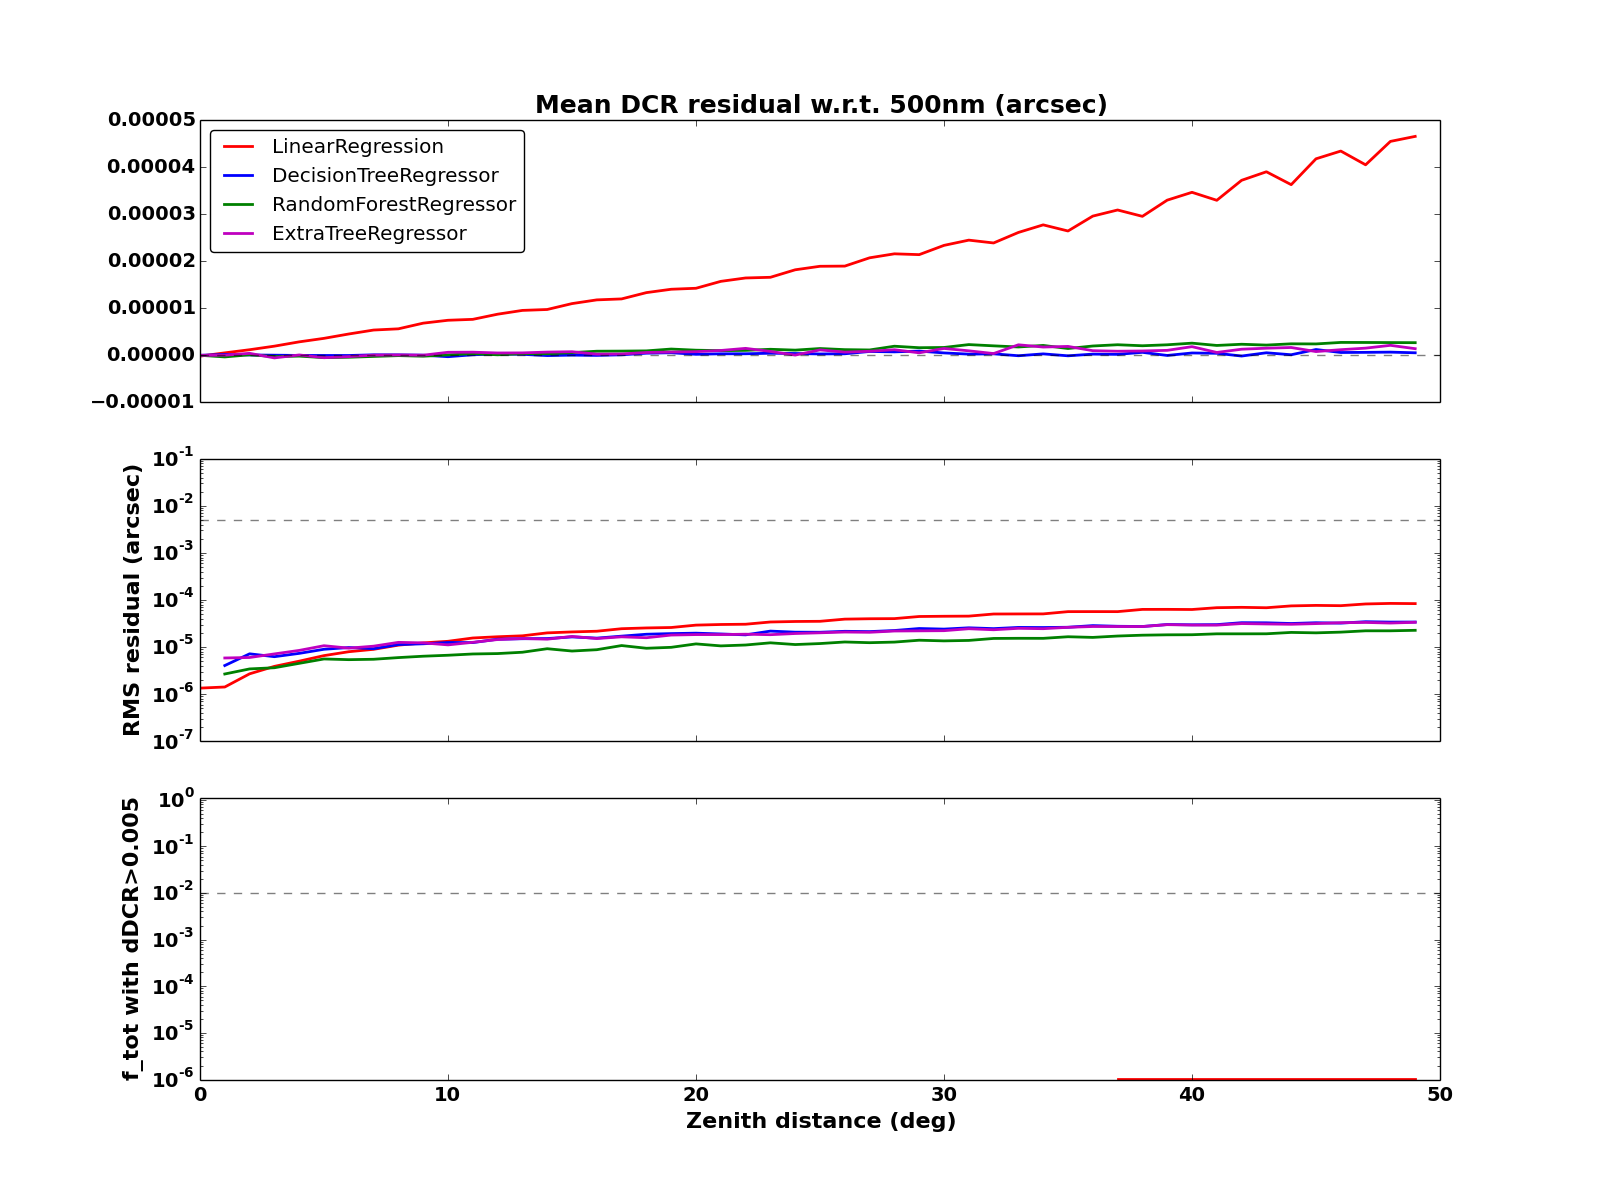 Mean DCR residual w.r.t. 500nm (arcsec)
0.00005
0.00004
0.00003
0.00002
0.00001
0.00000
−0.00001
LinearRegression
DecisionTreeRegressor
RandomForestRegressor
ExtraTreeRegressor
RMS residual (arcsec)
10^-1
10^-2
10^-3
10^-4
10^-5
10^-6
10^-7
f_tot with dDCR>0.005
10^0
10^-1
10^-2
10^-3
10^-4
10^-5
10^-6
0 10 20 30 40 50
Zenith distance (deg)